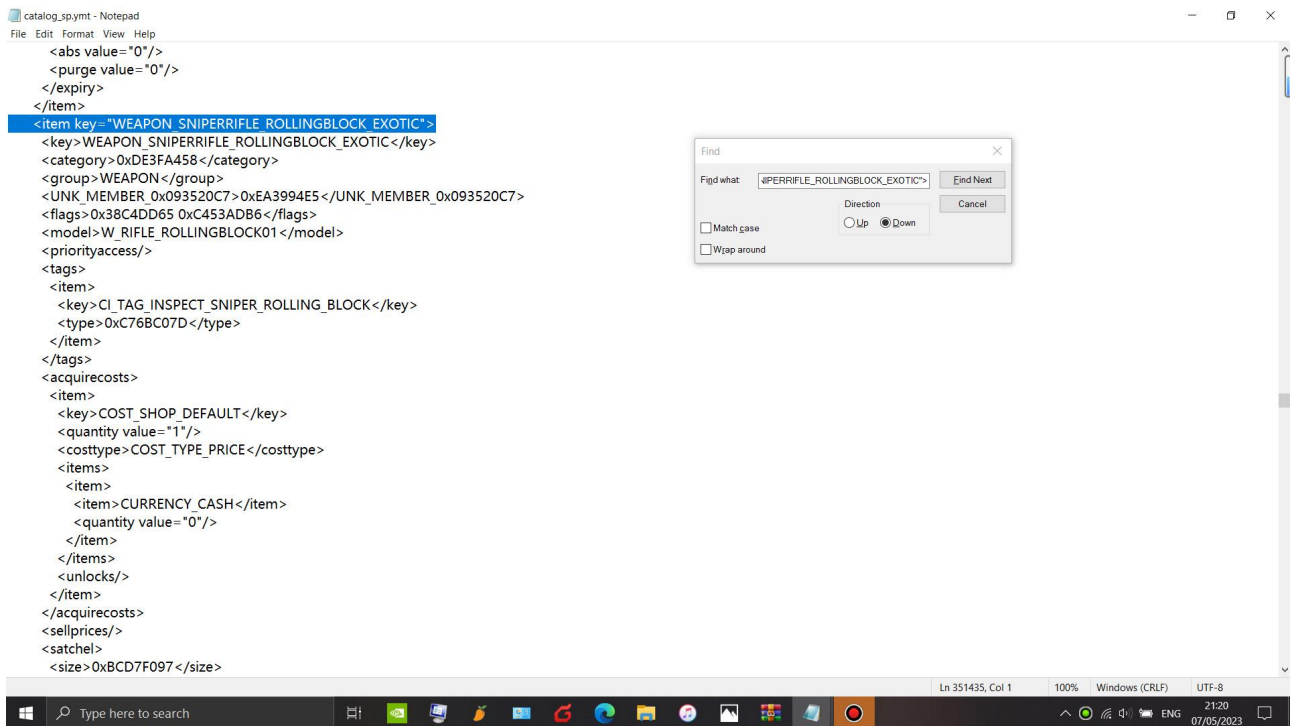 catalog_sp.ymt - Notepad
File Edit Format View Help
<abs value="0"/>
<purge value="0"/>
</expiry>
</item>
<item key="WEAPON_SNIPERRIFLE_ROLLINGBLOCK_EXOTIC">
<key>WEAPON_SNIPERRIFLE_ROLLINGBLOCK_EXOTIC</key>
<category>0xDE3FA458</category>
<group>WEAPON</group>
<UNK_MEMBER_0x093520C7>0xEA3994E5</UNK_MEMBER_0x093520C7>
<flags>0x38C4DD65 0xC453ADB6</flags>
<model>W_RIFLE_ROLLINGBLOCK01</model>
<priorityaccess/>
<tags>
<item>
<key>CI_TAG_INSPECT_SNIPER_ROLLING_BLOCK</key>
<type>0xC76BC07D</type>
</item>
</tags>
<acquirecosts>
<item>
<key>COST_SHOP_DEFAULT</key>
<quantity value="1"/>
<costtype>COST_TYPE_PRICE</costtype>
<items>
<item>
<item>CURRENCY_CASH</item>
<quantity value="0"/>
</item>
</items>
<unlocks/>
</item>
</acquirecosts>
<sellprices/>
<satchel>
<size>0xBCD7F097</size>
Find
Find what: NIPERRIFLE_ROLLINGBLOCK_EXOTIC"> Find Next
Direction Cancel
Match case Up Down
Wrap around
Ln 351435, Col 1 100% Windows (CRLF) UTF-8
Type here to search ENG 21:20
07/05/2023